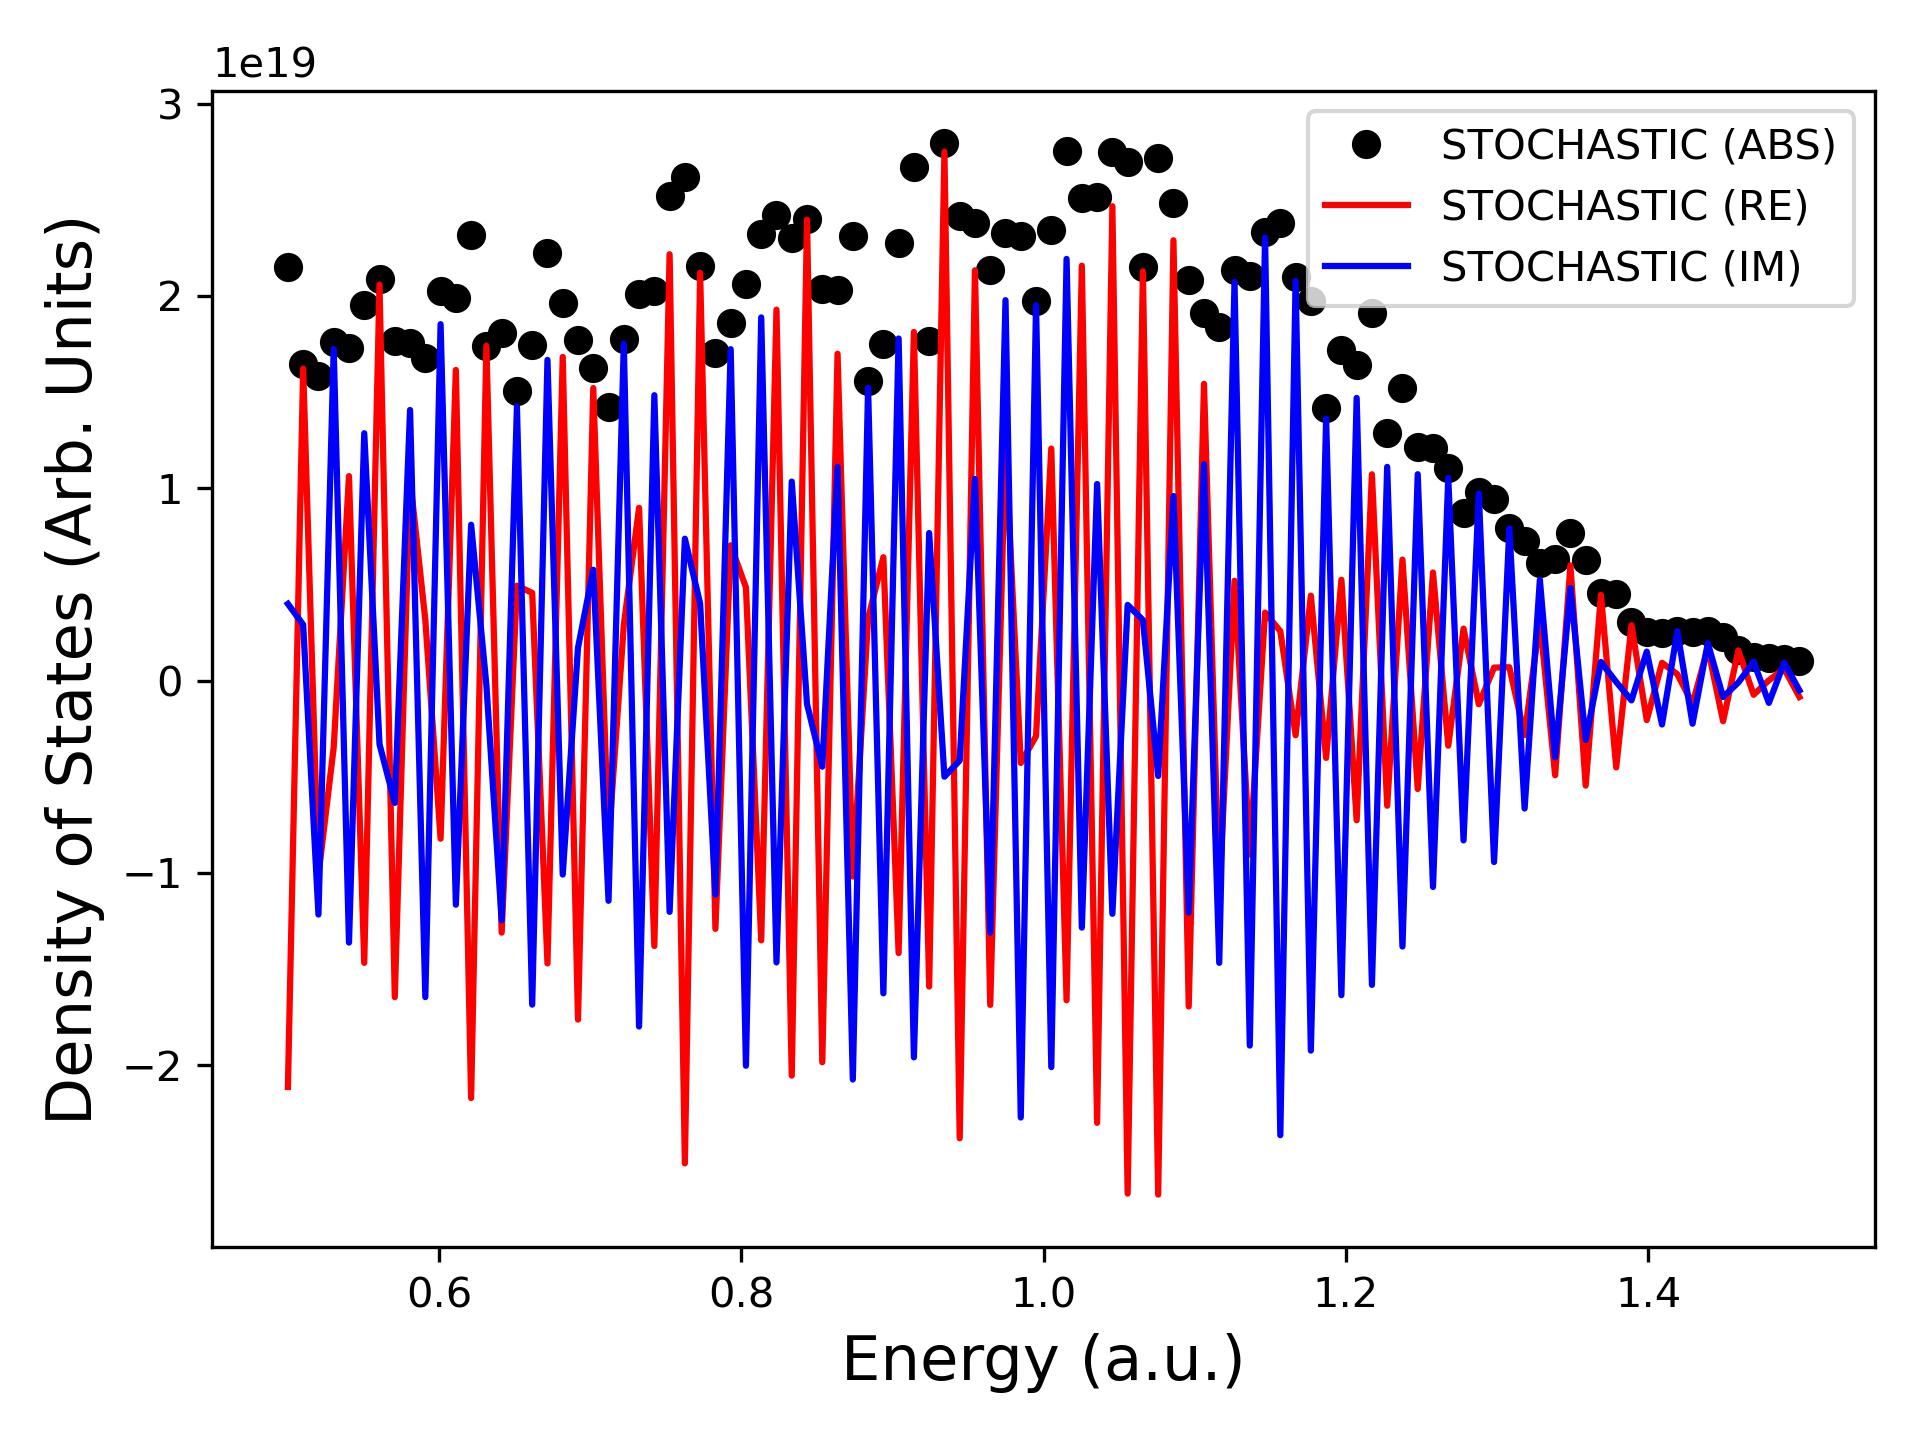 1e19
3
2
1
0
−1
−2
0.6 0.8 1.0 1.2 1.4
Density of States (Arb. Units)
Energy (a.u.)
STOCHASTIC (ABS)
STOCHASTIC (RE)
STOCHASTIC (IM)